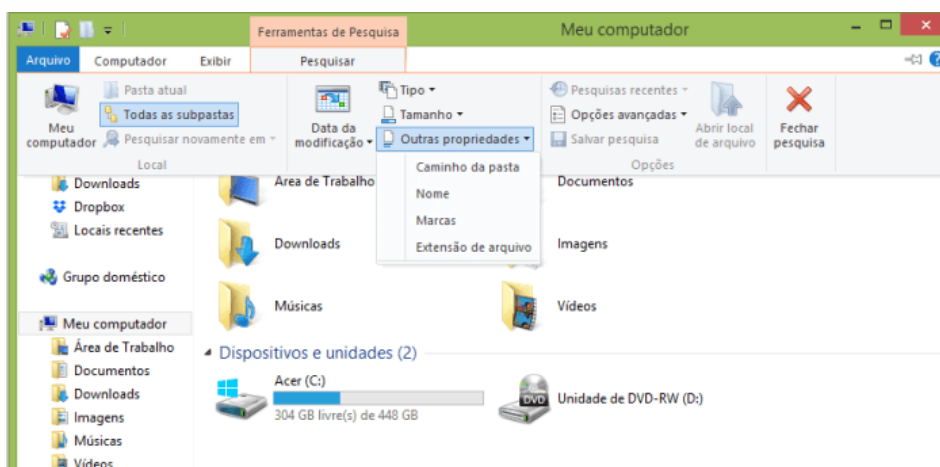 Ferramentas de Pesquisa
Meu computador
Arquivo
Computador
Exibir
Pesquisar
Meu
computador
Pasta atual
Todas as subpastas
Pesquisar novamente em
Local
Data da
modificação
Tipo
Tamanho
Outras propriedades
Caminho da pasta
Nome
Marcas
Extensão de arquivo
Pesquisas recentes
Opções avançadas
Salvar pesquisa
Abrir local
de arquivo
Opções
Fechar
pesquisa
Downloads
Dropbox
Locais recentes
Grupo doméstico
Meu computador
Área de Trabalho
Documentos
Downloads
Imagens
Músicas
Vídeos
Área de Trabalho
Documentos
Downloads
Imagens
Músicas
Vídeos
Dispositivos e unidades (2)
Acer (C:)
304 GB livre(s) de 448 GB
DVD
Unidade de DVD-RW (D:)